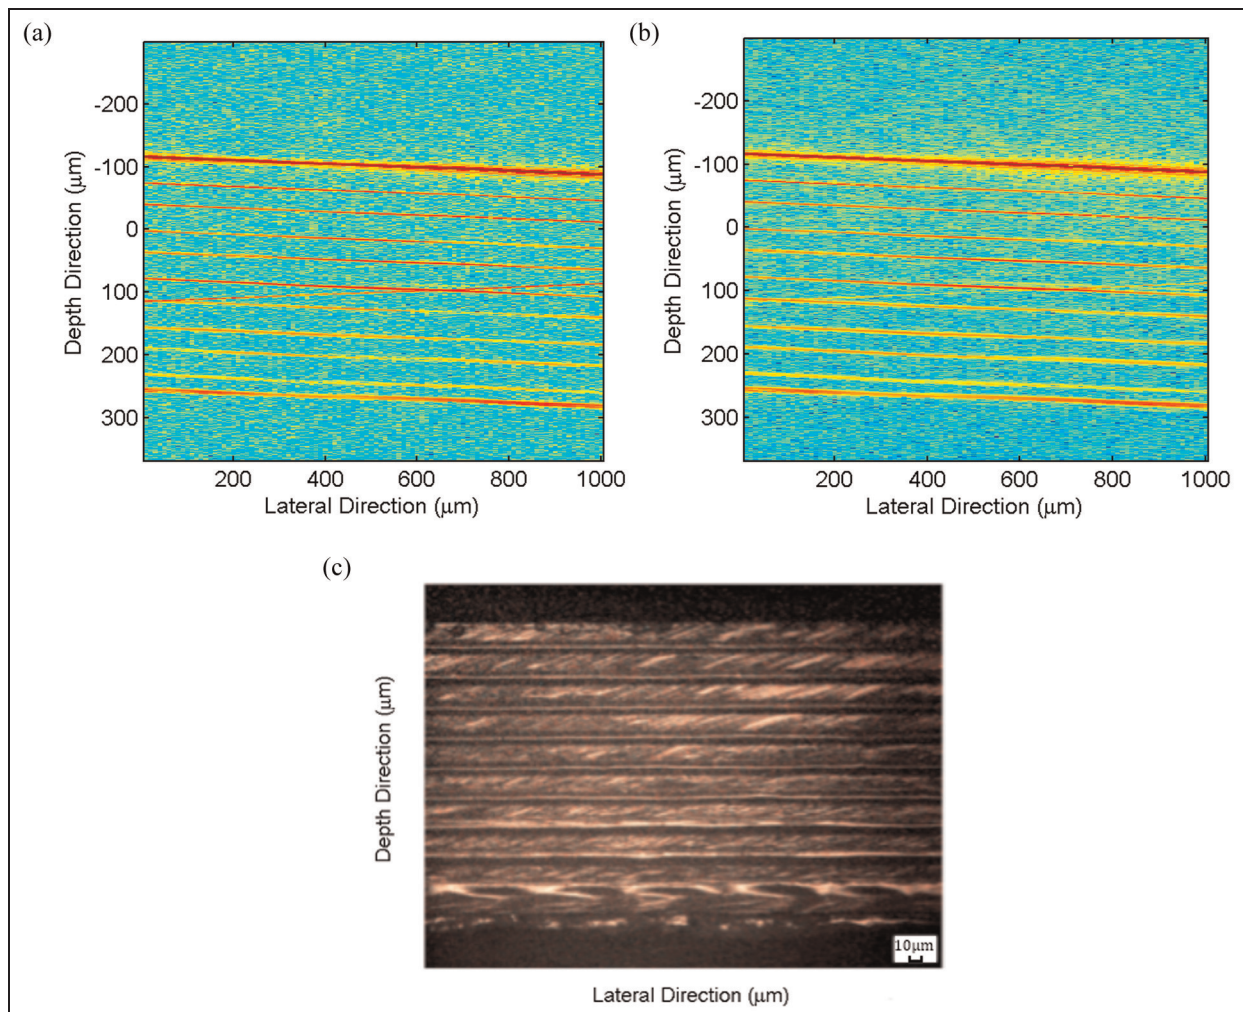 (a)
-200
-100
0
100
200
300
Depth Direction (μm)
200 400 600 800 1000
Lateral Direction (μm)
(b)
-200
-100
0
100
200
300
Depth Direction (μm)
200 400 600 800 1000
Lateral Direction (μm)
(c)
Depth Direction (μm)
10μm
Lateral Direction (μm)